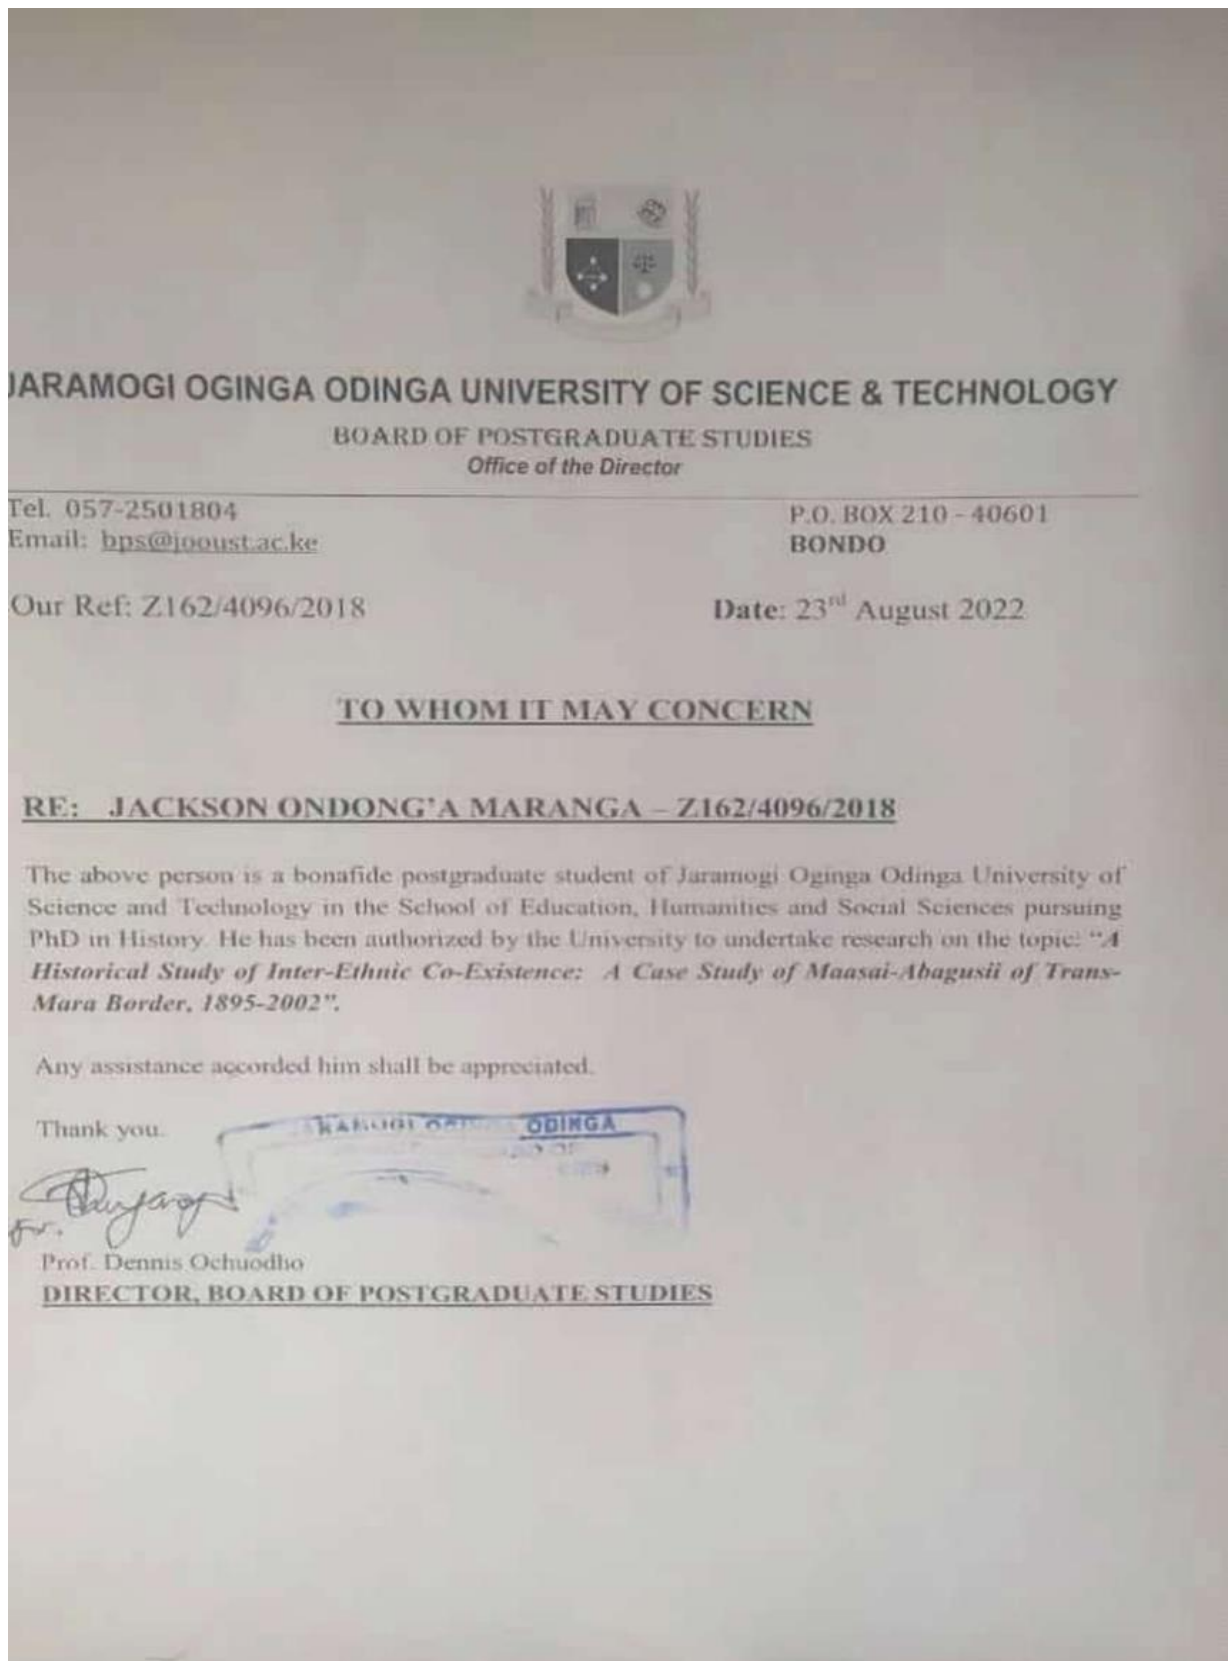 JARAMOGI OGINGA ODINGA UNIVERSITY OF SCIENCE & TECHNOLOGY
BOARD OF POSTGRADUATE STUDIES
Office of the Director
Tel. 057-2501804
P.O. BOX 210 - 40601
Email: bps@jooust.ac.ke
BONDO
Our Ref: Z162/4096/2018
Date: 23rd August 2022
TO WHOM IT MAY CONCERN
RE: JACKSON ONDONG'A MARANGA – Z162/4096/2018
The above person is a bonafide postgraduate student of Jaramogi Oginga Odinga University of
Science and Technology in the School of Education, Humanities and Social Sciences pursuing
PhD in History. He has been authorized by the University to undertake research on the topic: “A
Historical Study of Inter-Ethnic Co-Existence: A Case Study of Maasai-Abagusii of Trans-
Mara Border, 1895-2002”.
Any assistance accorded him shall be appreciated.
Thank you.
ODINGA
for.
Prof. Dennis Ochuodho
DIRECTOR, BOARD OF POSTGRADUATE STUDIES